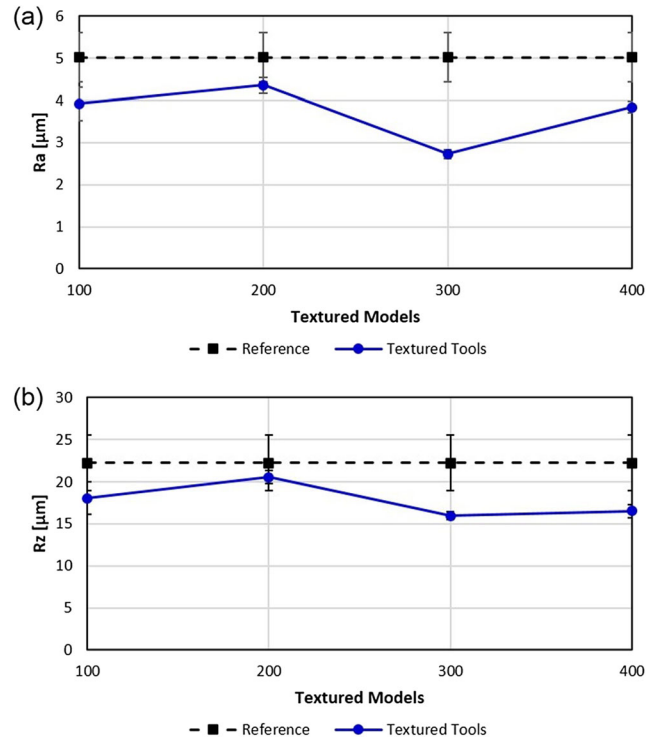 (a)
6
5
4
3
2
1
0
Ra [µm]
100 200 300 400
Textured Models
Reference Textured Tools
(b)
30
25
20
15
10
5
0
Rz [µm]
100 200 300 400
Textured Models
Reference Textured Tools